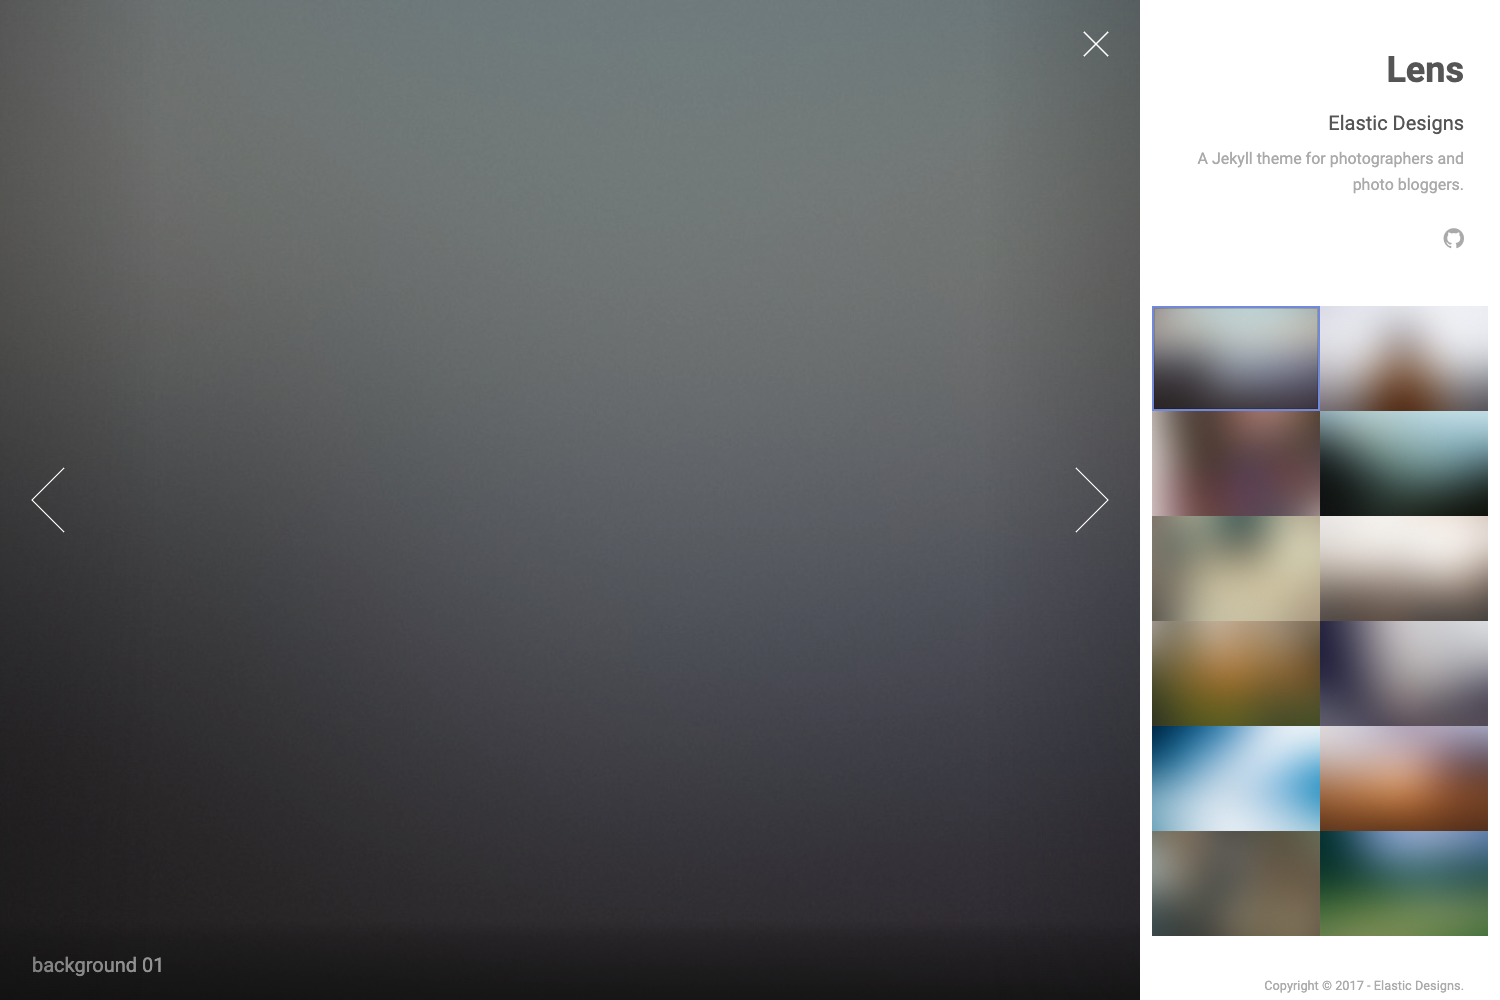 Lens
Elastic Designs
A Jekyll theme for photographers and
photo bloggers.
background 01
Copyright © 2017 - Elastic Designs.